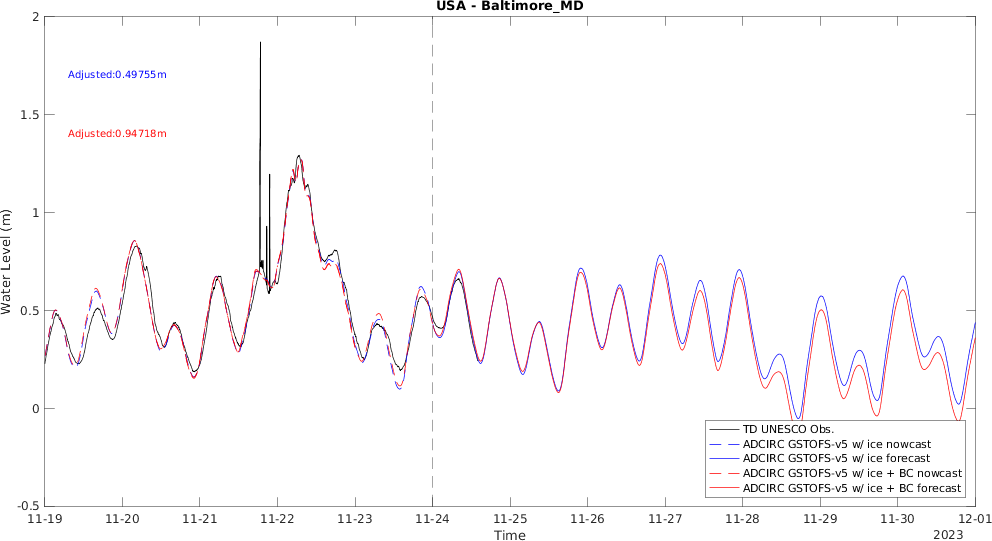 USA - Baltimore_MD
2
1.5
1
0.5
0
-0.5
Water Level (m)
Adjusted:0.49755m
Adjusted:0.94718m
TD UNESCO Obs.
ADCIRC GSTOFS-v5 w/ ice nowcast
ADCIRC GSTOFS-v5 w/ ice forecast
ADCIRC GSTOFS-v5 w/ ice + BC nowcast
ADCIRC GSTOFS-v5 w/ ice + BC forecast
11-19 11-20 11-21 11-22 11-23 11-24 11-25 11-26 11-27 11-28 11-29 11-30 12-01
Time
2023